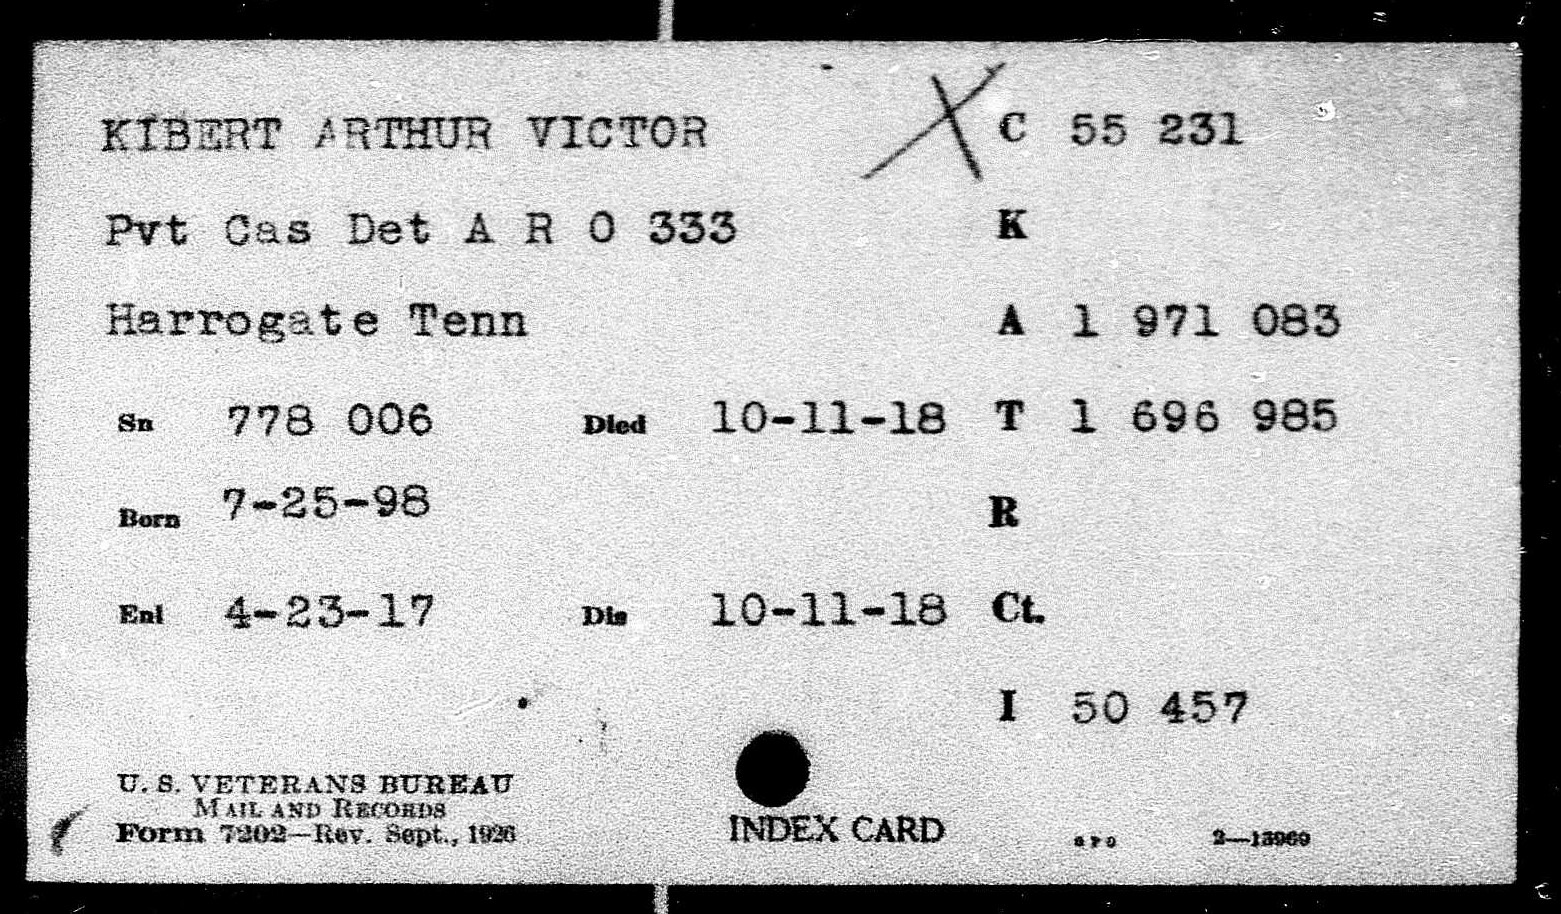 KIBERT ARTHUR VICTOR X C 55 231
Pvt Cas Det A R O 333 K
Harrogate Tenn A 1 971 083
Sn 778 006 Died 10-11-18 T 1 696 985
Born 7-25-98 R
Enl 4-23-17 Dis 10-11-18 Ct.
I 50 457
U. S. VETERANS BUREAU
MAIL AND RECORDS
Form 7202—Rev. Sept., 1926
INDEX CARD
GPO 2—13969